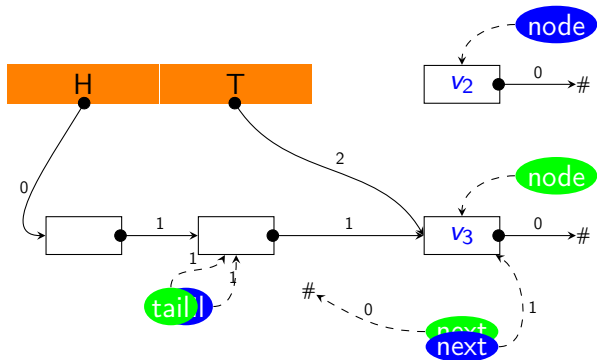 node
H T v2 0 #
2
0 node
1 1 v3 0 #
1 1
tail
# 0 1
next
next